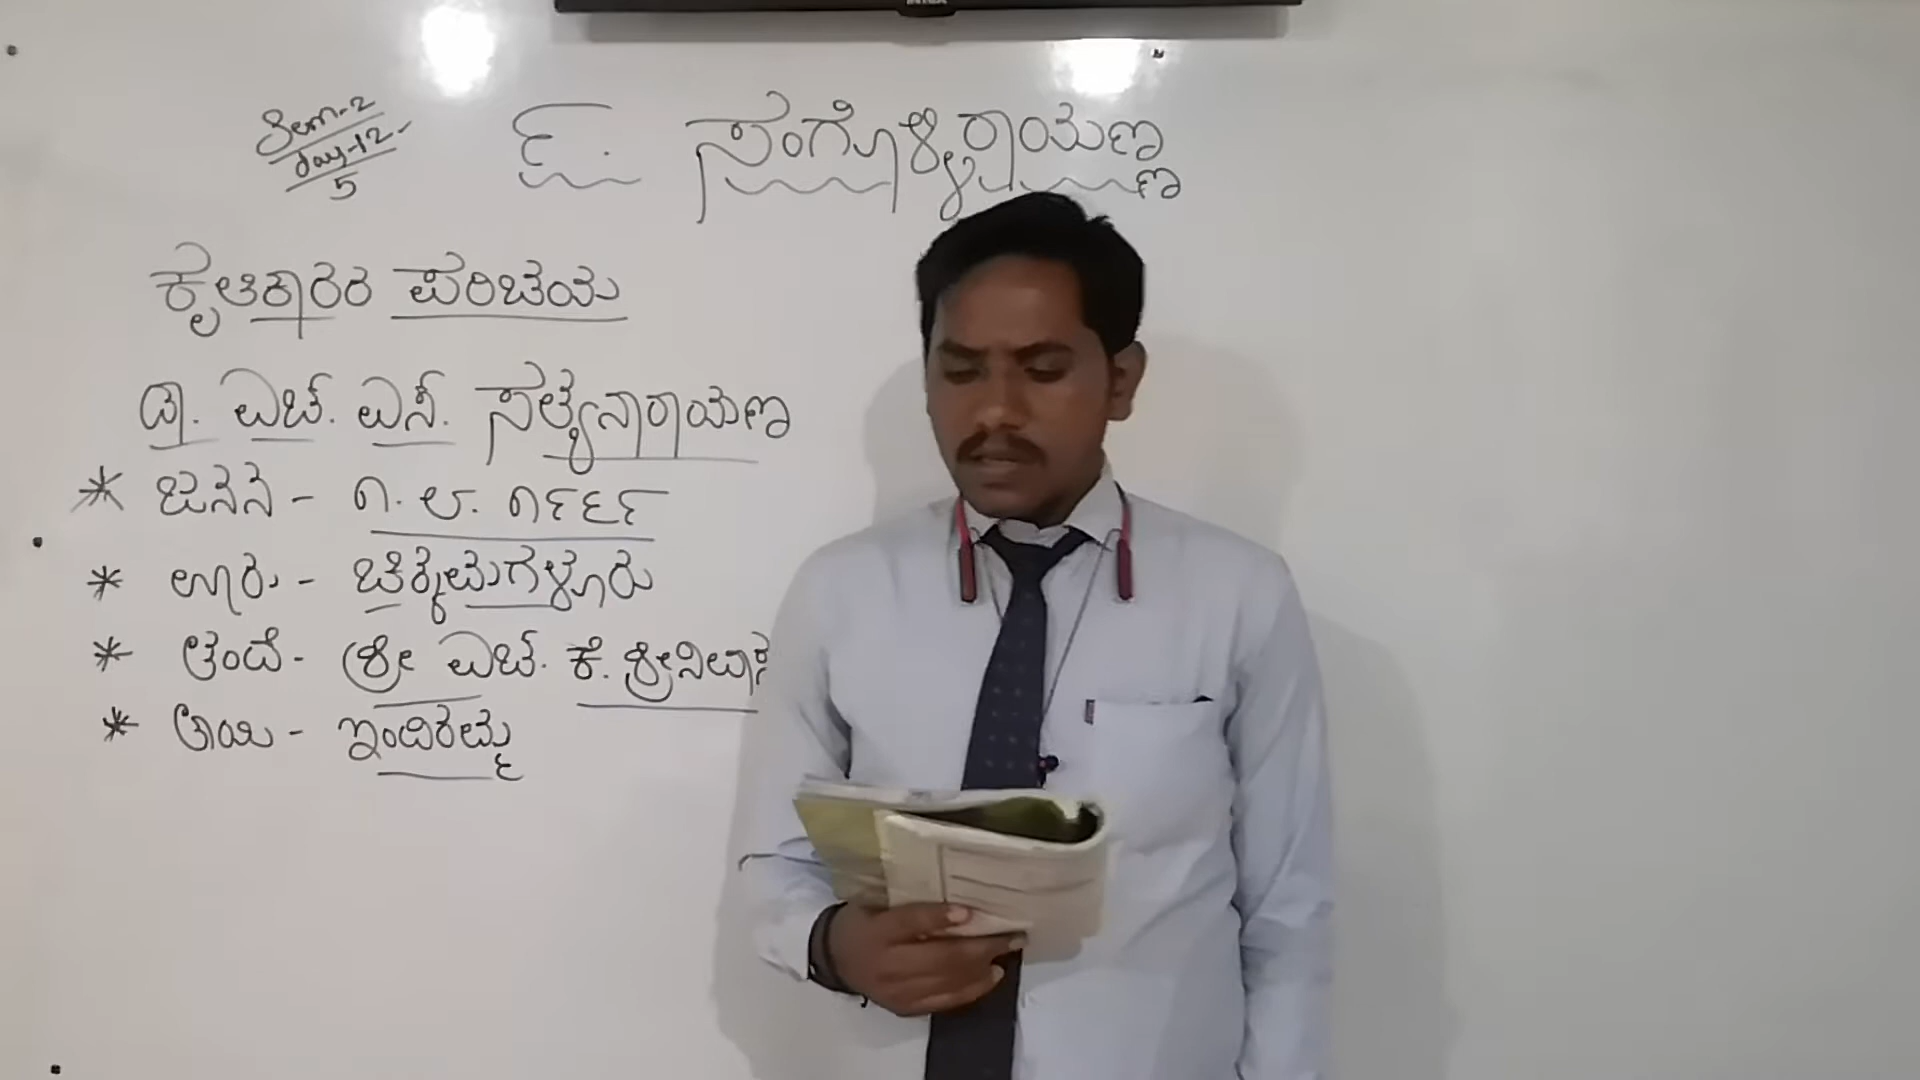 Sem-2
day-12
5
೯. ಸಂಗೊಳ್ಳಿರಾಯಣ್ಣ
ಕೃತಿಕಾರರ ಪರಿಚಯ
ಡಾ. ಎಚ್. ಎಸ್. ಸತ್ಯನಾರಾಯಣ
* ಜನನ - ೧. ೮. ೧೯೬೯
* ಊರು - ಚಿಕ್ಕಮಗಳೂರು
* ತಂದೆ - ಶ್ರೀ ಎಚ್. ಕೆ. ಶ್ರೀನಿವಾಸ
* ತಾಯಿ - ಇಂದಿರಮ್ಮ